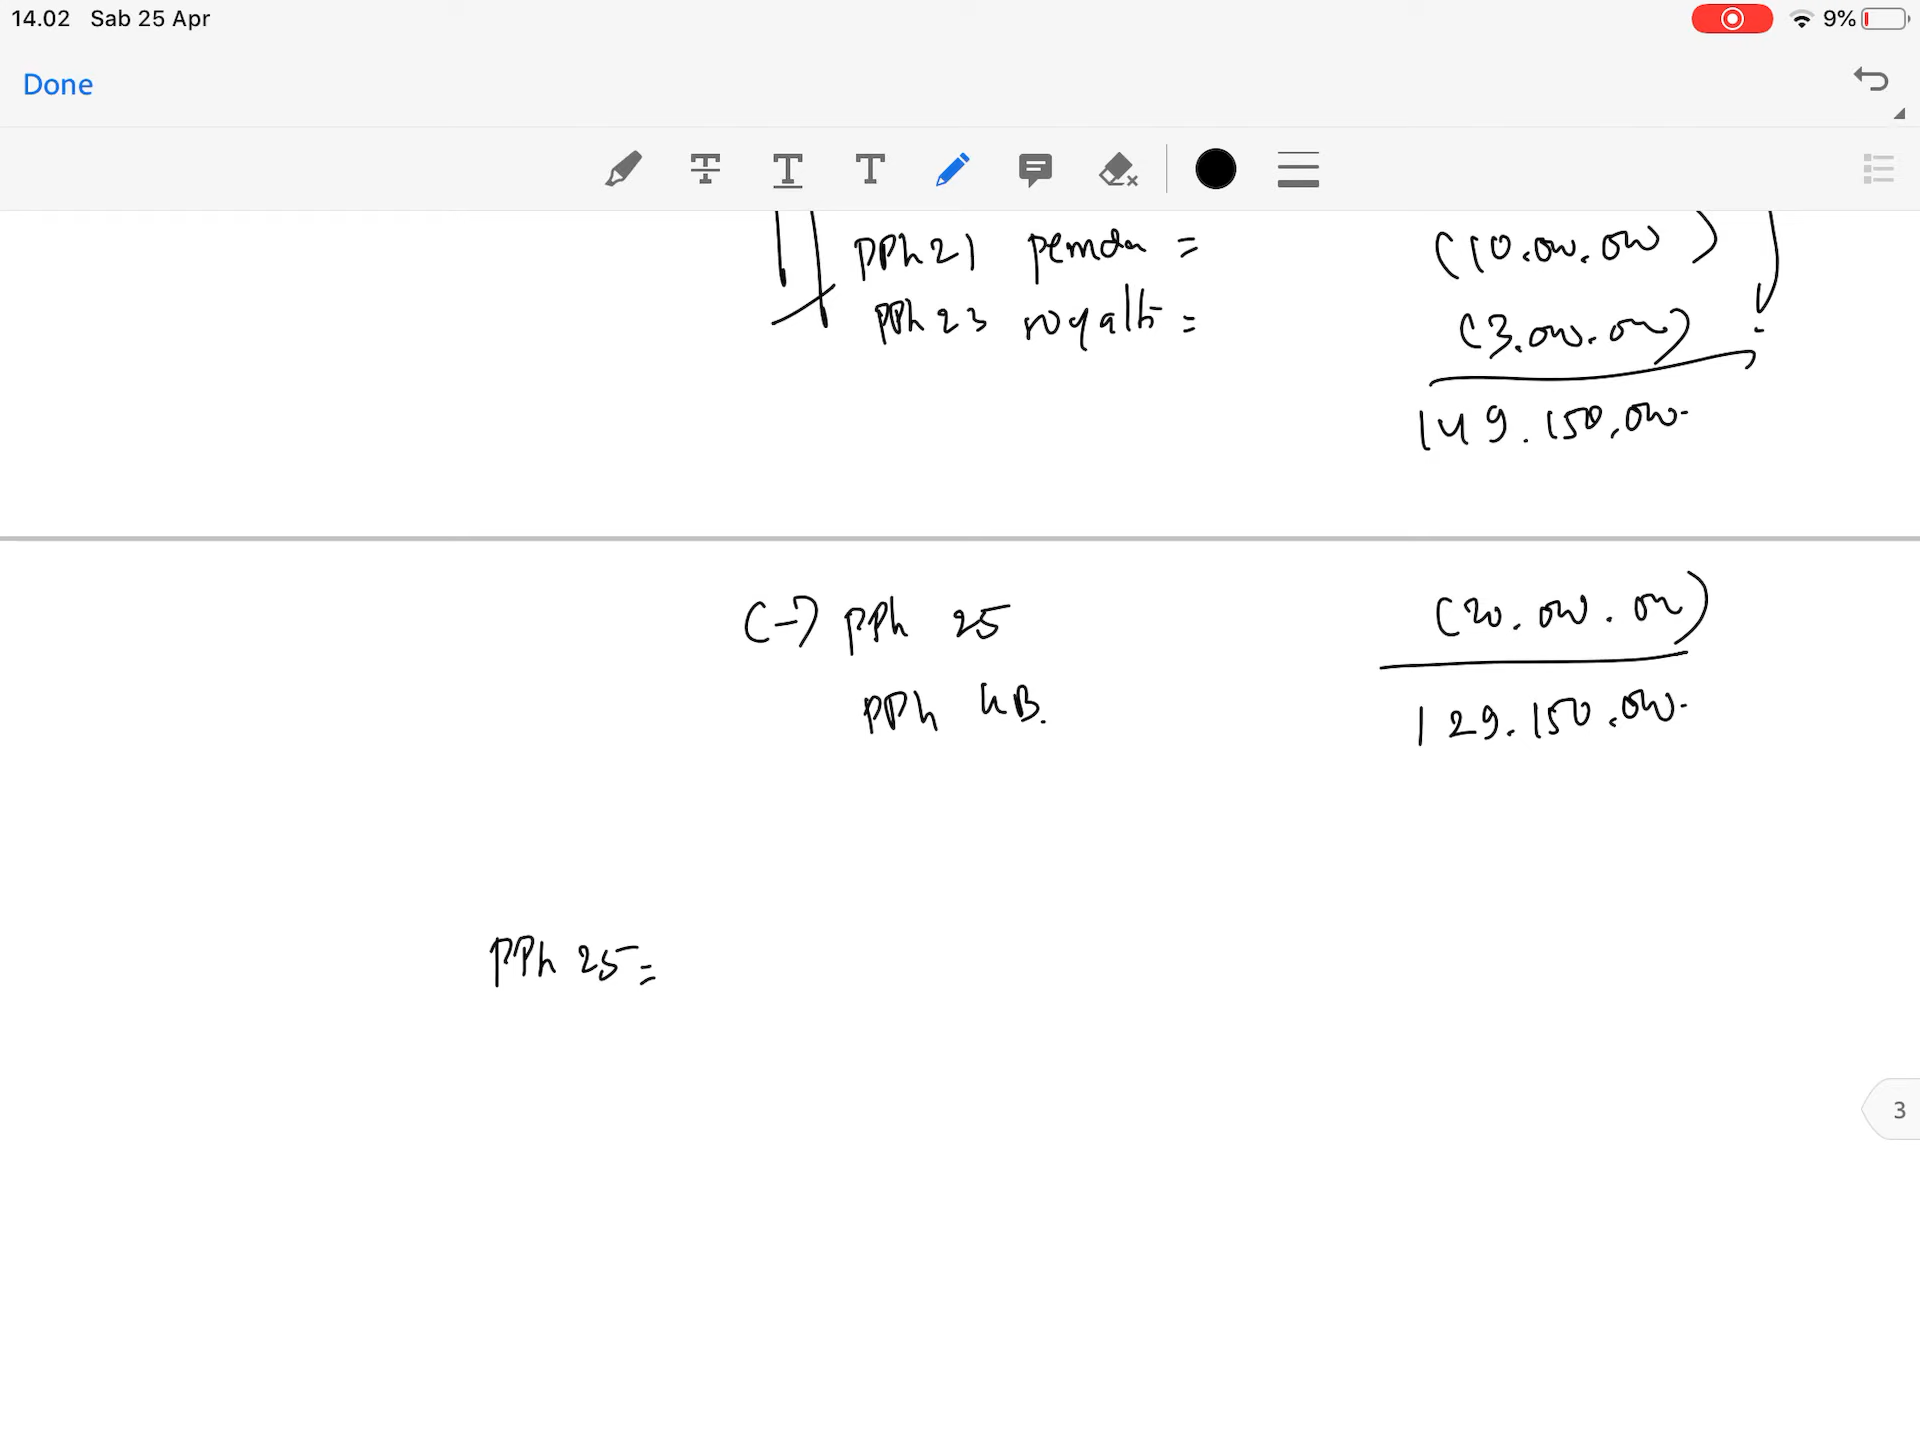 14.02 Sab 25 Apr 9%
Done
PPh 21 pemda = (10.000.000)
PPh 23 royalti = (3.000.000)
149.150.000-
(-) PPh 25 (20.000.000)
PPh KB. 129.150.000-
PPh 25 =
3